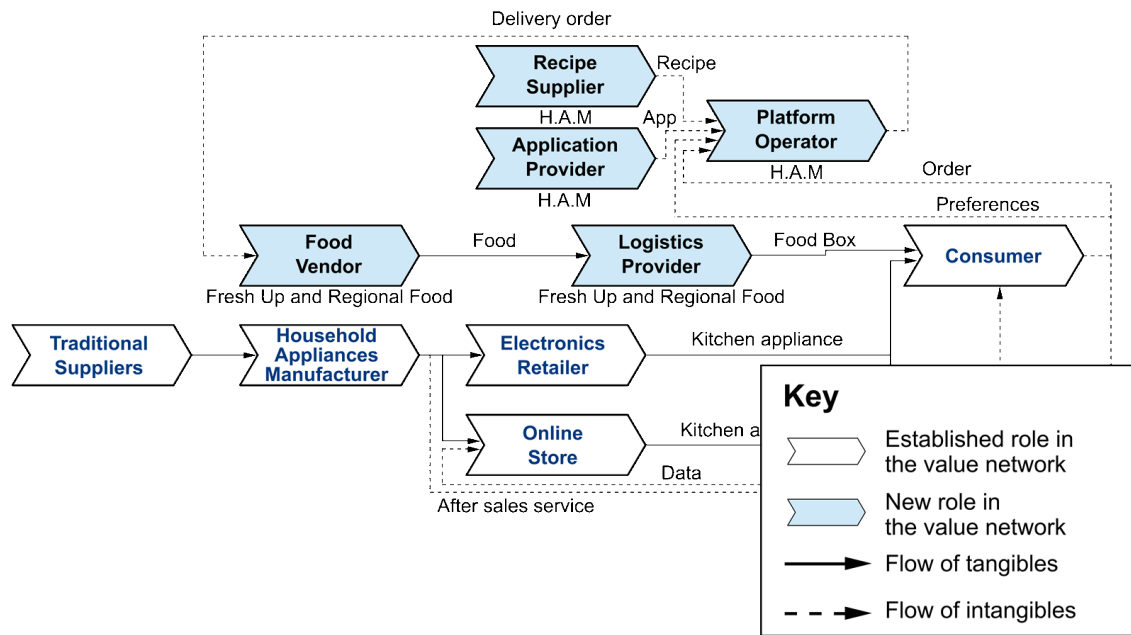 Delivery order
Recipe
Supplier
Recipe
H.A.M
App
Platform
Operator
Application
Provider
H.A.M
H.A.M
Order
Preferences
Food
Vendor
Food
Logistics
Provider
Food Box
Consumer
Fresh Up and Regional Food
Fresh Up and Regional Food
Traditional
Suppliers
Household
Appliances
Manufacturer
Electronics
Retailer
Kitchen appliance
Online
Store
Kitchen a
Data
After sales service
Key
Established role in
the value network
New role in
the value network
Flow of tangibles
Flow of intangibles